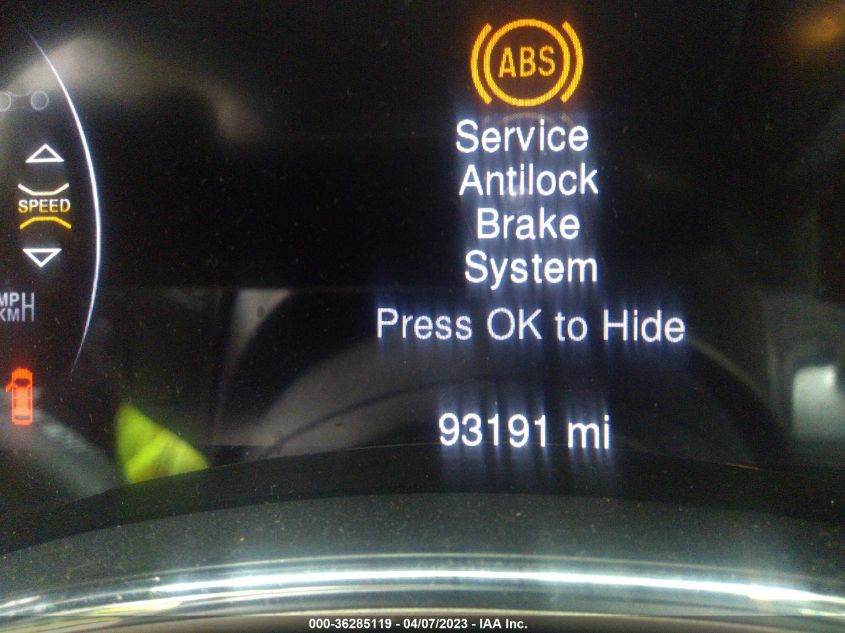 ABS
Service
Antilock
Brake
System
Press OK to Hide
93191 mi
SPEED
MPH
KM
000-36285119 - 04/07/2023 - IAA Inc.